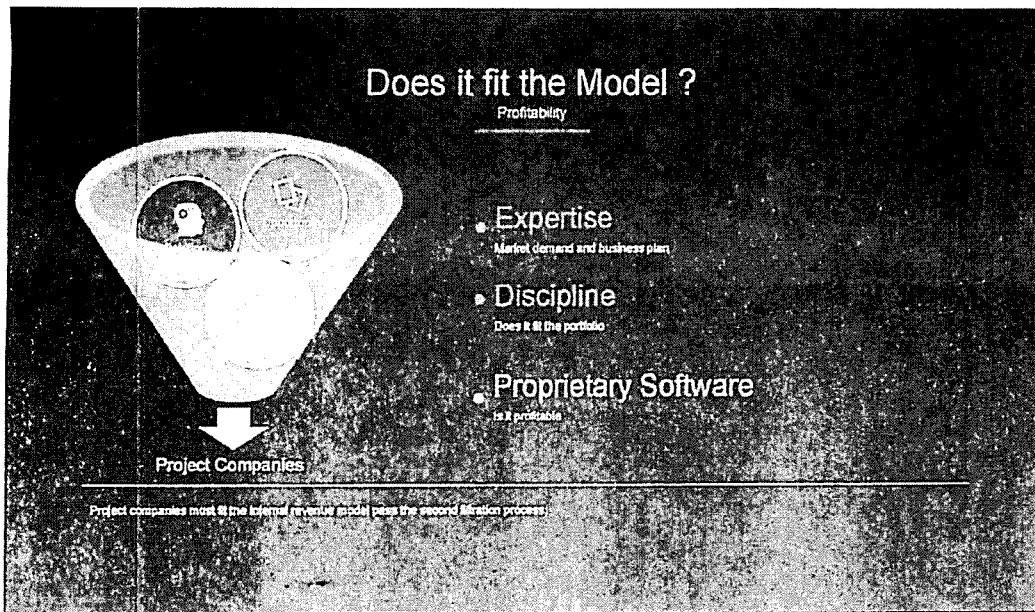 Does it fit the Model ?
Profitability
Expertise
Market demand and business plan
Discipline
Does it fit the portfolio
Proprietary Software
Is it profitable
Project Companies
Project companies most fit the internal revenue model pass the second filtration process.